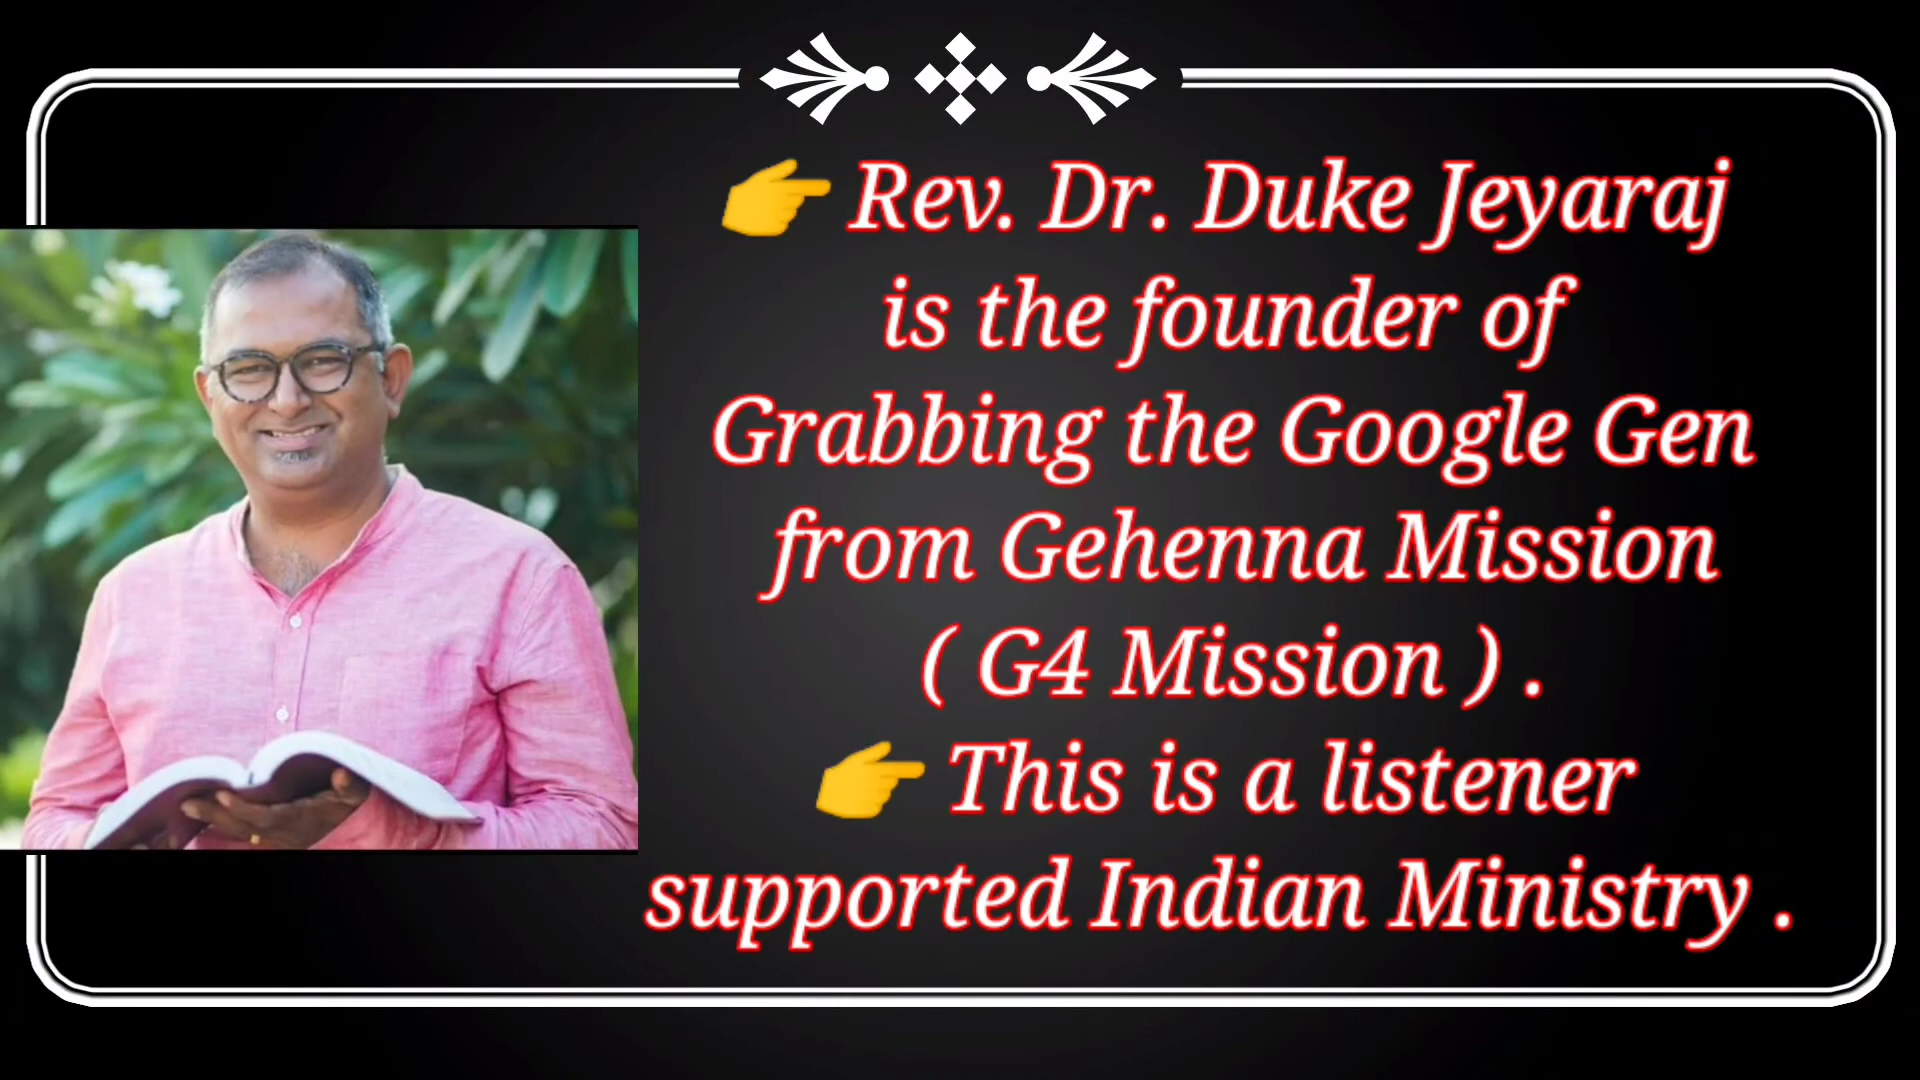 👉 Rev. Dr. Duke Jeyaraj
is the founder of
Grabbing the Google Gen
from Gehenna Mission
( G4 Mission ) .
👉 This is a listener
supported Indian Ministry .